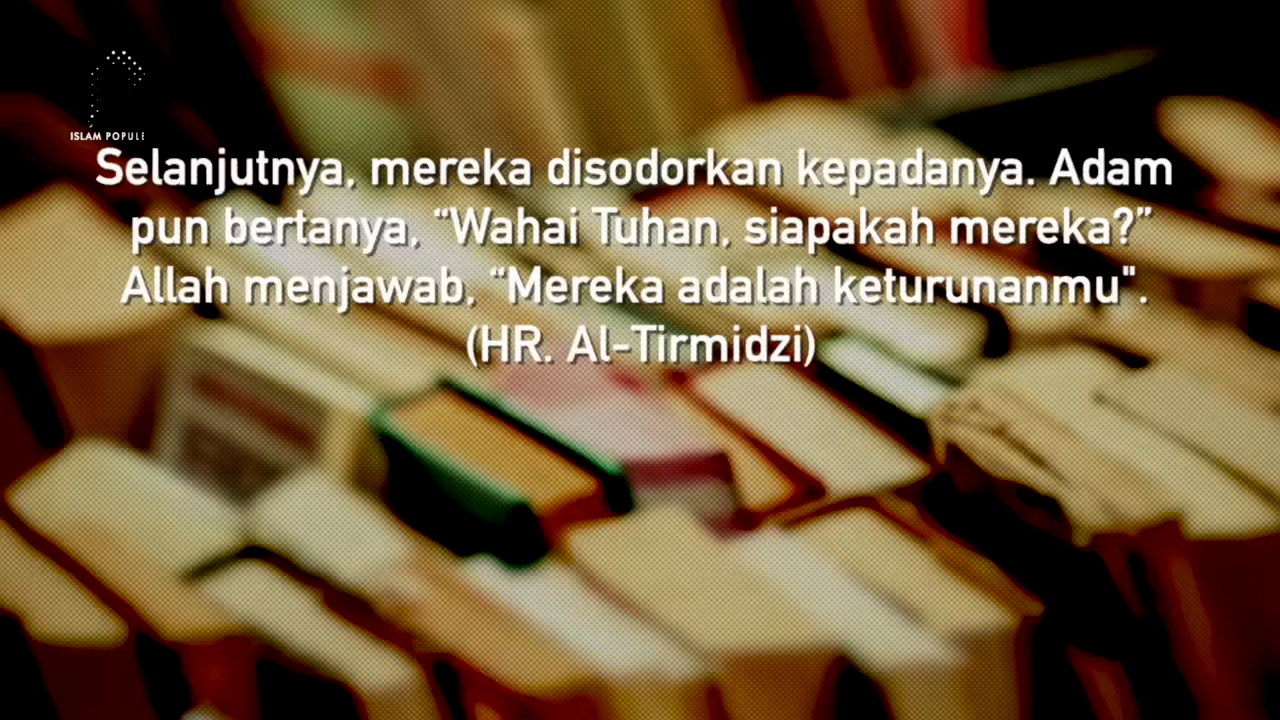 ISLAM POPULE
Selanjutnya, mereka disodorkan kepadanya. Adam
pun bertanya, “Wahai Tuhan, siapakah mereka?”
Allah menjawab, “Mereka adalah keturunanmu".
(HR. Al-Tirmidzi)